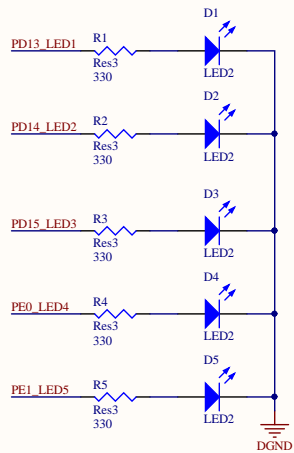 D1
PD13_LED1
R1
Res3
330
LED2
D2
PD14_LED2
R2
Res3
330
LED2
D3
PD15_LED3
R3
Res3
330
LED2
D4
PE0_LED4
R4
Res3
330
LED2
D5
PE1_LED5
R5
Res3
330
LED2
DGND